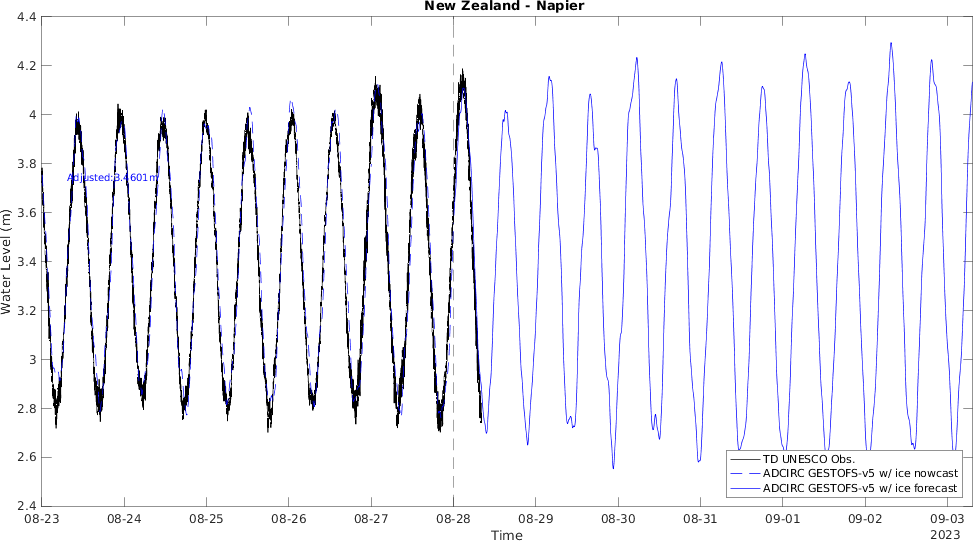 New Zealand - Napier
4.4
4.2
4
3.8
3.6
3.4
3.2
3
2.8
2.6
2.4
Water Level (m)
Adjusted:3.4601m
TD UNESCO Obs.
ADCIRC GESTOFS-v5 w/ ice nowcast
ADCIRC GESTOFS-v5 w/ ice forecast
08-23 08-24 08-25 08-26 08-27 08-28 08-29 08-30 08-31 09-01 09-02 09-03
2023
Time